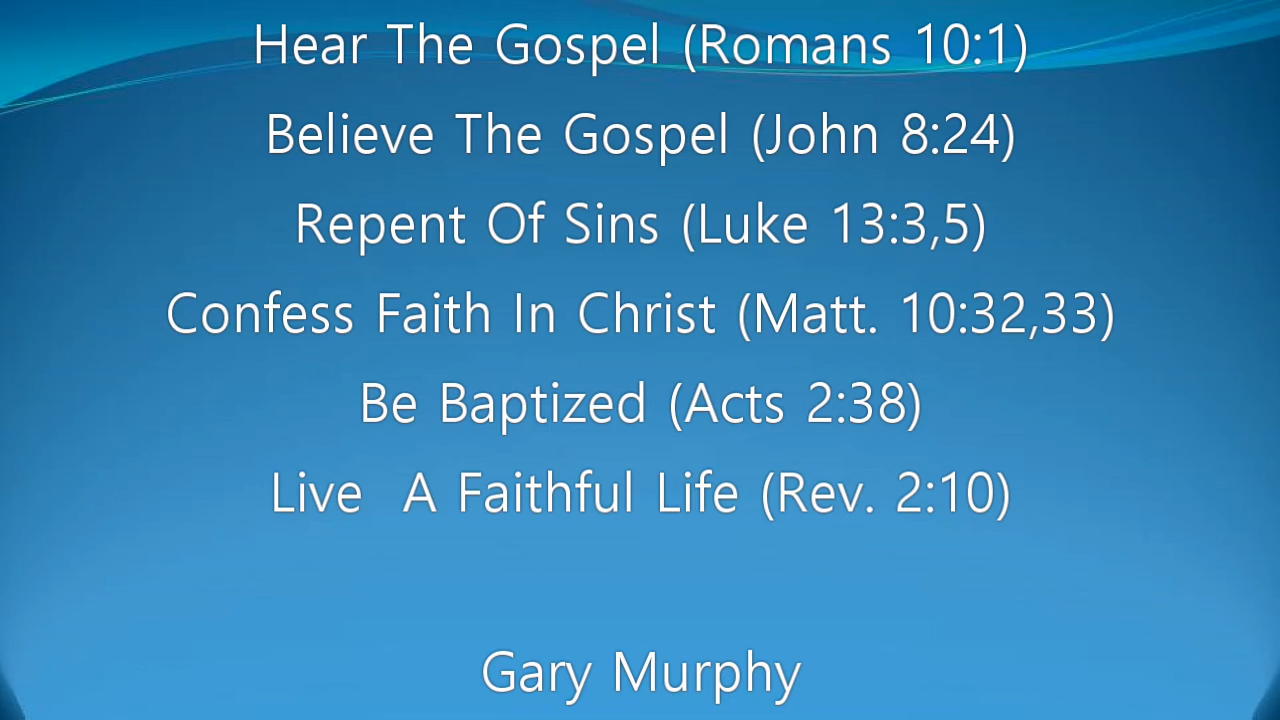 Hear The Gospel (Romans 10:1)
Believe The Gospel (John 8:24)
Repent Of Sins (Luke 13:3,5)
Confess Faith In Christ (Matt. 10:32,33)
Be Baptized (Acts 2:38)
Live  A Faithful Life (Rev. 2:10)
Gary Murphy